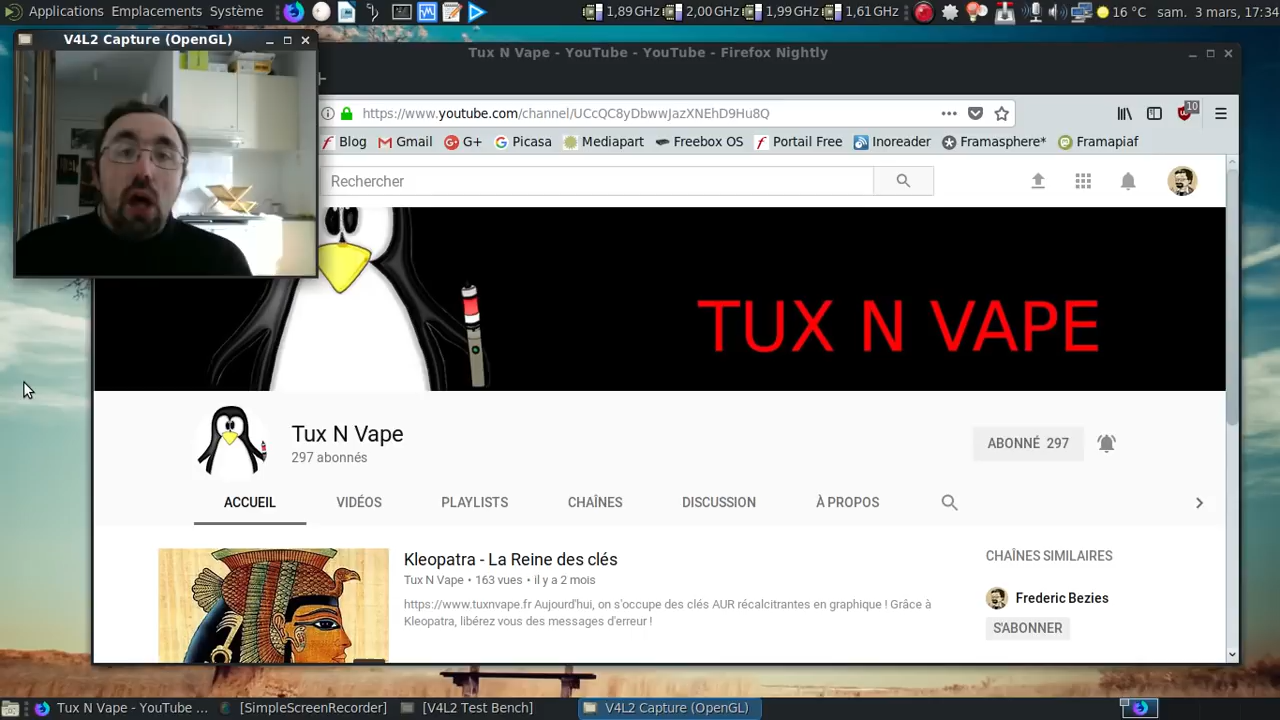 Applications Emplacements Système
1,89 GHz 2,00 GHz 1,99 GHz 1,61 GHz 16 °C sam. 3 mars, 17:34
V4L2 Capture (OpenGL)
Tux N Vape - YouTube - YouTube - Firefox Nightly
https://www.youtube.com/channel/UCcQC8yDbwwJazXNEhD9Hu8Q
10
Blog Gmail G+ Picasa Mediapart Freebox OS Portail Free Inoreader Framasphere* Framapiaf
Rechercher
TUX N VAPE
Tux N Vape
297 abonnés
ABONNÉ 297
ACCUEIL VIDÉOS PLAYLISTS CHAÎNES DISCUSSION À PROPOS
Kleopatra - La Reine des clés
Tux N Vape • 163 vues • il y a 2 mois
https://www.tuxnvape.fr Aujourd'hui, on s'occupe des clés AUR récalcitrantes en graphique ! Grâce à
Kleopatra, libérez vous des messages d'erreur !
CHAÎNES SIMILAIRES
Frederic Bezies
S'ABONNER
Tux N Vape - YouTube ... [SimpleScreenRecorder] [V4L2 Test Bench] V4L2 Capture (OpenGL)